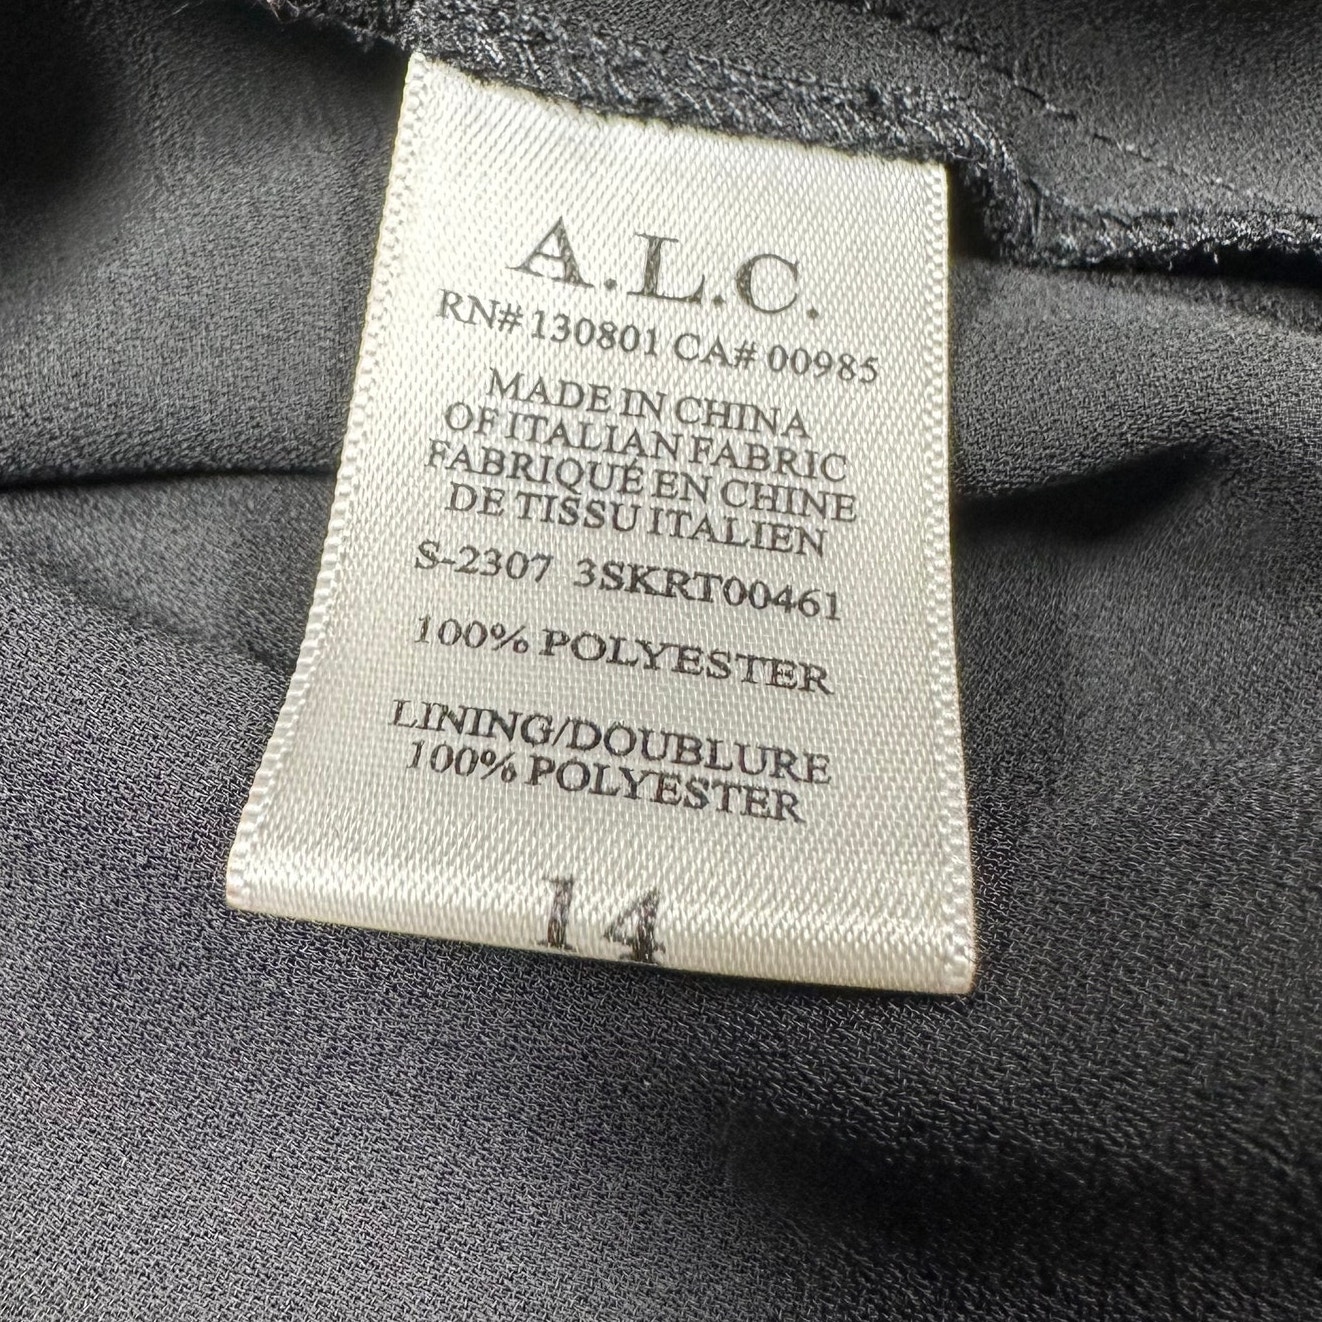 A.L.C.
RN# 130801 CA# 00985
MADE IN CHINA
OF ITALIAN FABRIC
FABRIQUÉ EN CHINE
DE TISSU ITALIEN
S-2307 3SKRT00461
100% POLYESTER
LINING/DOUBLURE
100% POLYESTER
14